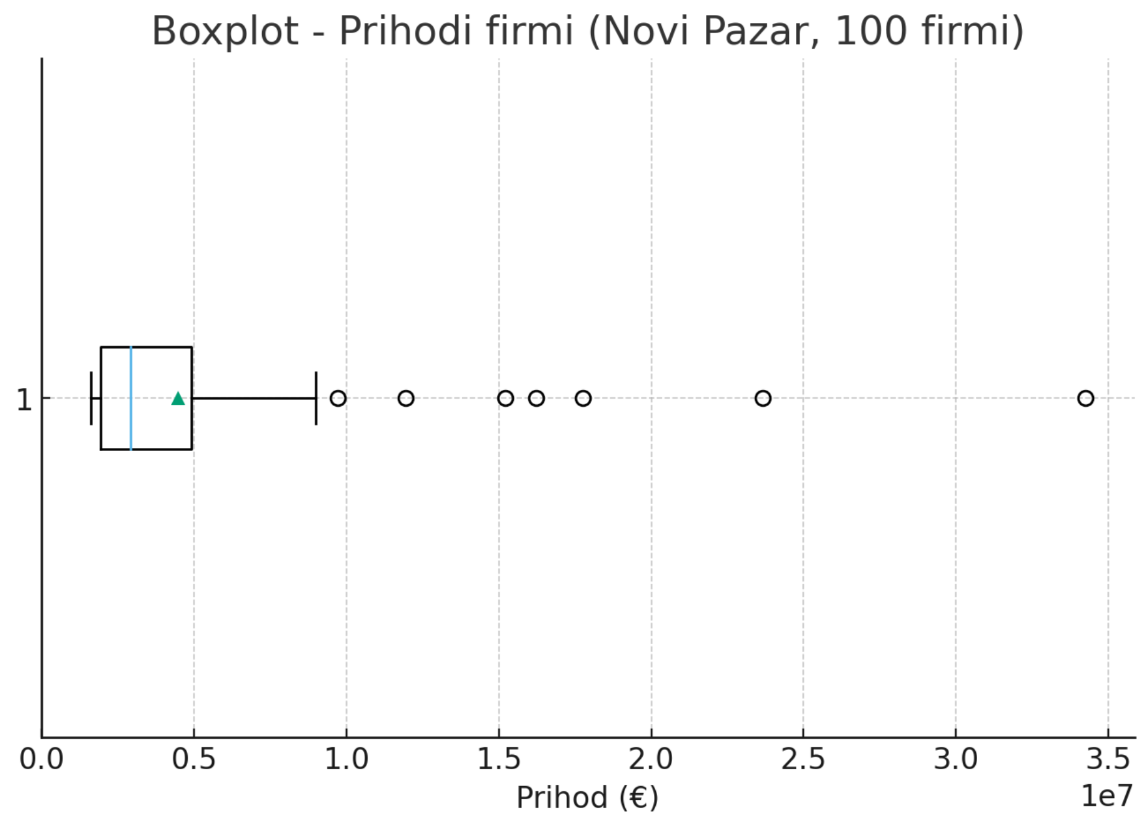 Boxplot - Prihodi firmi (Novi Pazar, 100 firmi)
1
0.0 0.5 1.0 1.5 2.0 2.5 3.0 3.5
Prihod (€)
1e7